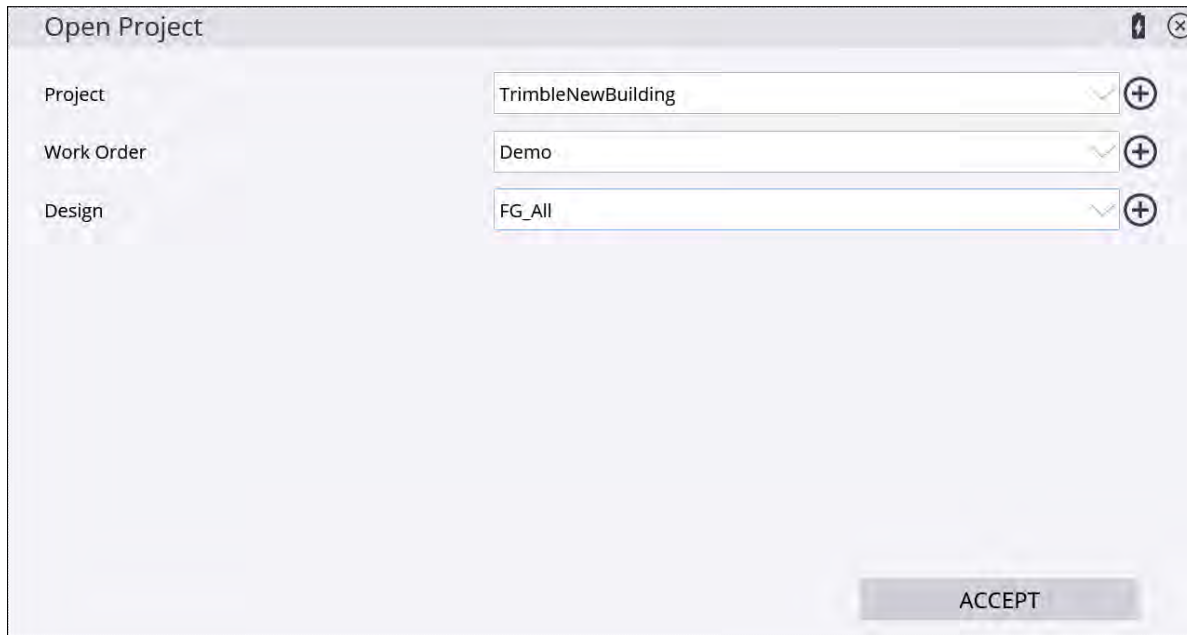 Open Project
Project TrimbleNewBuilding
Work Order Demo
Design FG_All
ACCEPT